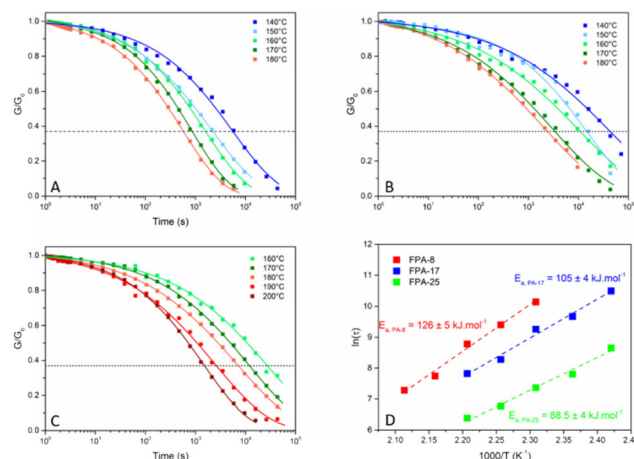 1.0
0.8
0.6
0.4
0.2
0.0
G/G₀
A
140°C
150°C
160°C
170°C
180°C
10⁰ 10¹ 10² 10³ 10⁴ 10⁵
Time (s)
1.0
0.8
0.6
0.4
0.2
0.0
G/G₀
B
140°C
150°C
160°C
170°C
180°C
10⁰ 10¹ 10² 10³ 10⁴ 10⁵
Time (s)
1.0
0.8
0.6
0.4
0.2
0.0
G/G₀
C
160°C
170°C
180°C
190°C
200°C
10⁰ 10¹ 10² 10³ 10⁴ 10⁵
Time (s)
12
11
10
9
8
7
6
5
ln(τ)
FPA-8
FPA-17
FPA-25
Eₐ, PA-17 = 105 ± 4 kJ.mol⁻¹
Eₐ, PA-8 = 126 ± 5 kJ.mol⁻¹
Eₐ, PA-25 = 88.5 ± 4 kJ.mol⁻¹
D
2.10 2.15 2.20 2.25 2.30 2.35 2.40
1000/T (K⁻¹)